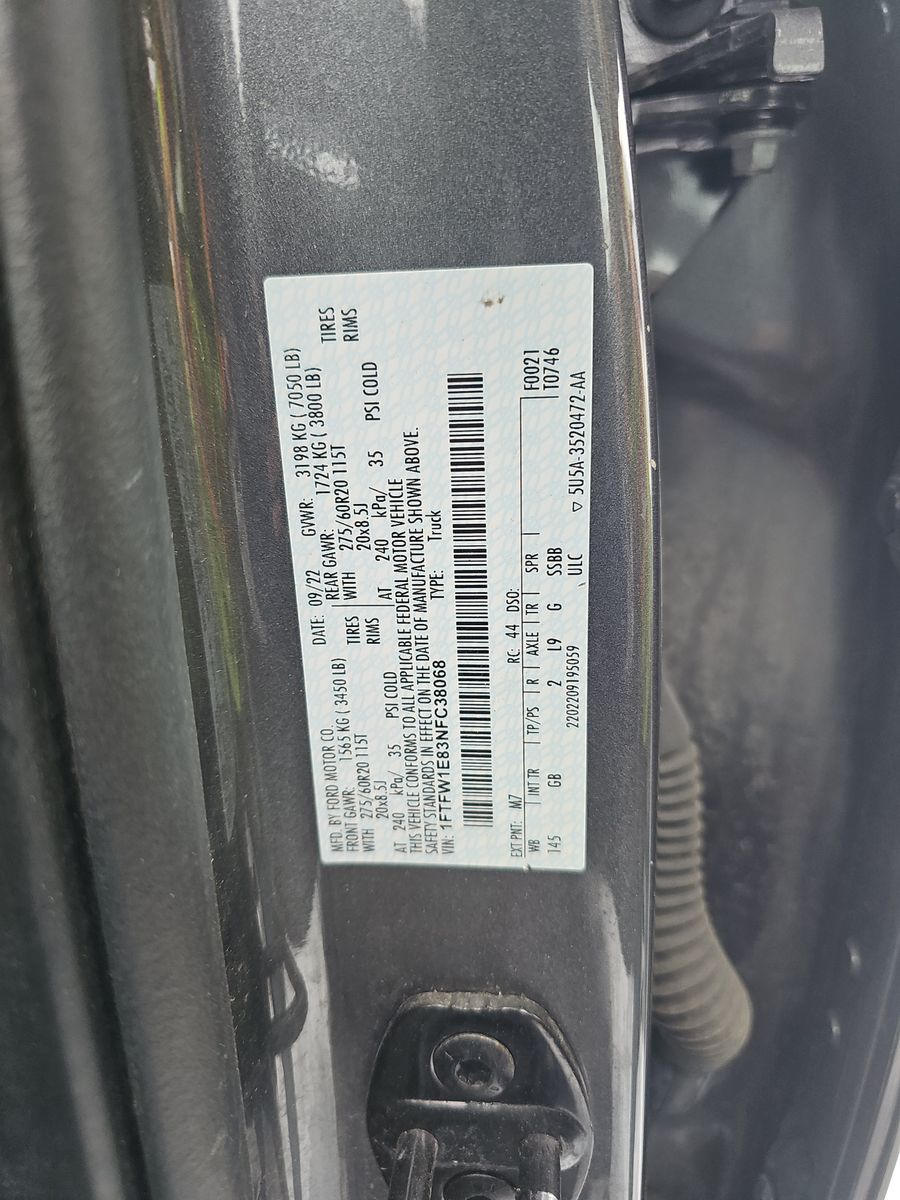 MFD. BY FORD MOTOR CO. DATE: 09/22 GVWR: 3198 KG ( 7050 LB)
FRONT GAWR: 1565 KG ( 3450 LB) REAR GAWR: 1724 KG ( 3800 LB)
WITH 275/60R20 115T TIRES WITH 275/60R20 115T TIRES
20x8.5J RIMS 20x8.5J RIMS
AT 240 kPa/ 35 PSI COLD AT 240 kPa/ 35 PSI COLD
THIS VEHICLE CONFORMS TO ALL APPLICABLE FEDERAL MOTOR VEHICLE
SAFETY STANDARDS IN EFFECT ON THE DATE OF MANUFACTURE SHOWN ABOVE.
VIN: 1FTFW1E83NFC38068 TYPE: Truck
EXT PNT: M7 RC: 44 DSO: F0021
WB INT TR TP/PS R AXLE TR SPR T0746
145 GB 2 L9 G SSBB
2202209195059 ULC ▽ 5U5A-3520472-AA